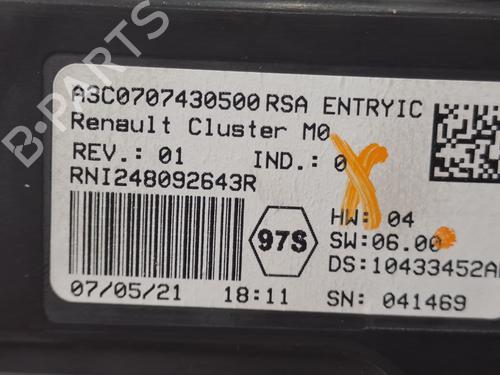 A3C0707430500 RSA ENTRYIC
Renault Cluster M0
REV.: 01 IND.: 0
RNI248092643R
97S
HW: 04
SW:06.00
DS:10433452A
07/05/21 18:11 SN: 041469
B-PARTS